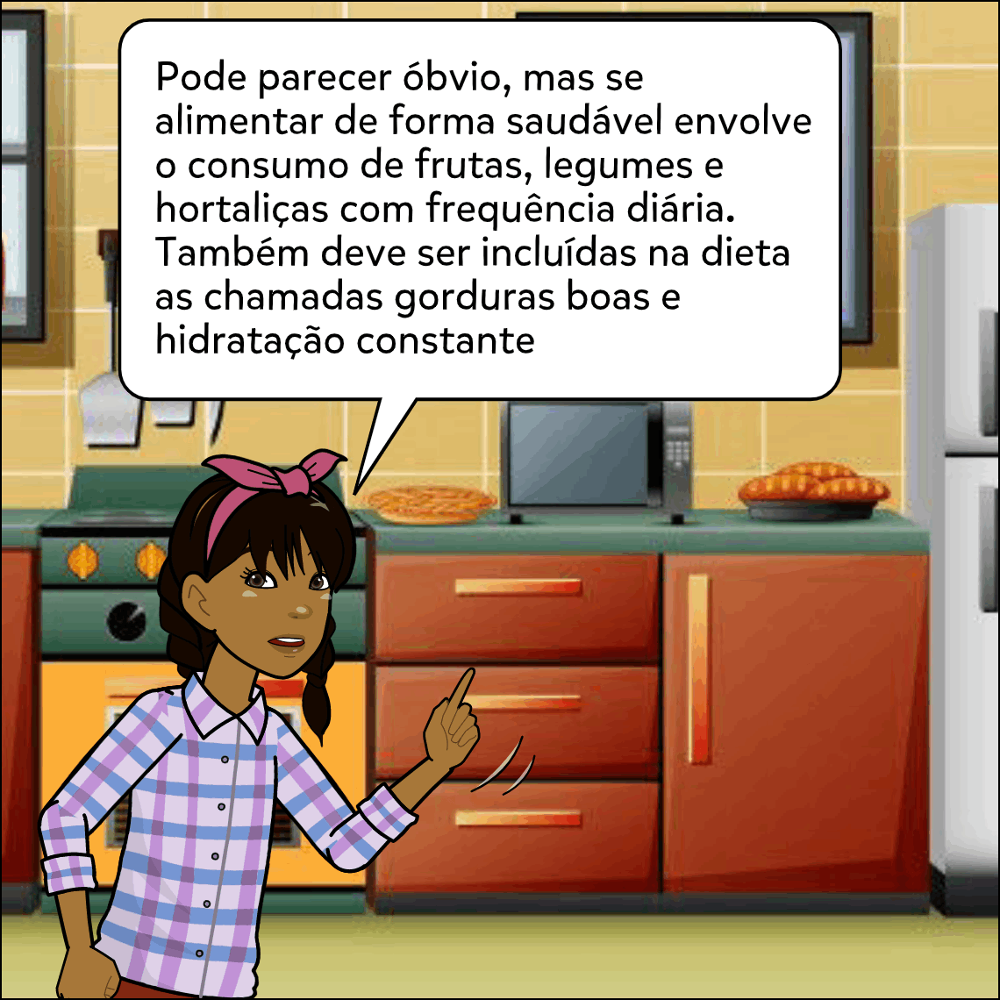 Pode parecer óbvio, mas se
alimentar de forma saudável envolve
o consumo de frutas, legumes e
hortaliças com frequência diária.
Também deve ser incluídas na dieta
as chamadas gorduras boas e
hidratação constante